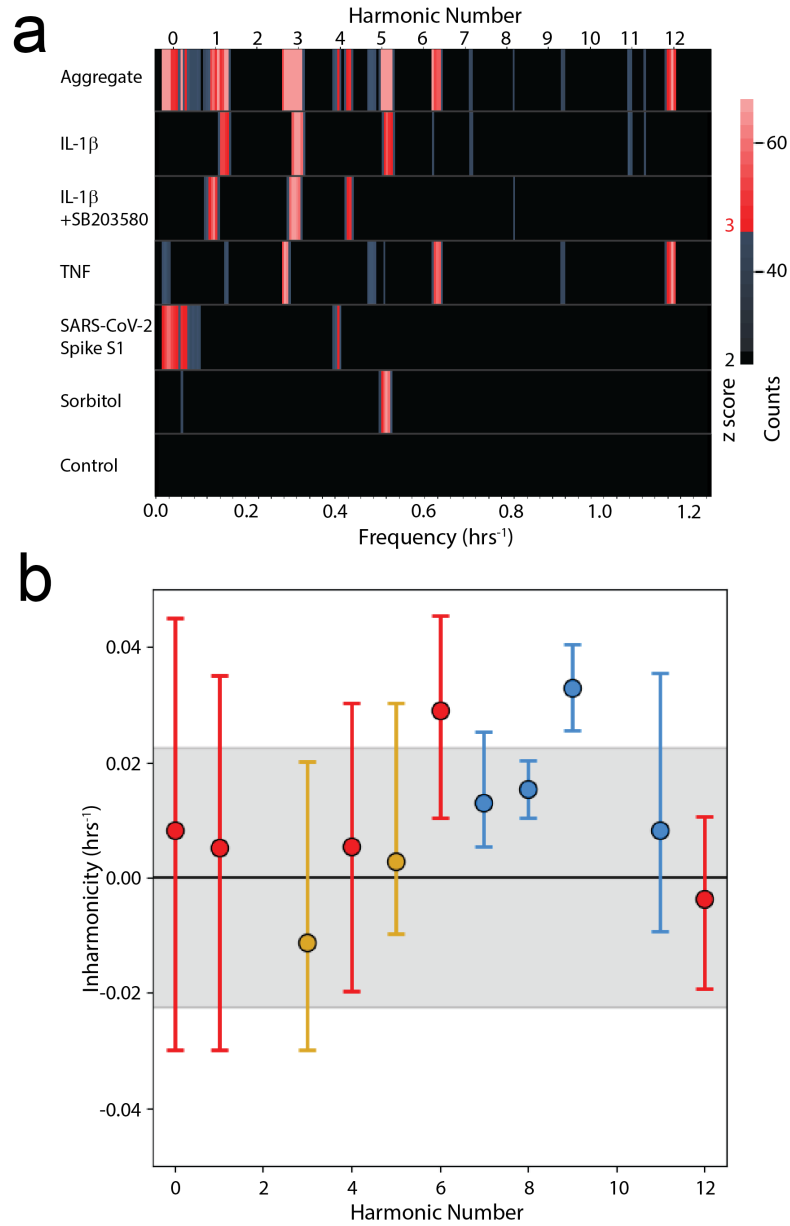 a
Harmonic Number
0 1 2 3 4 5 6 7 8 9 10 11 12
Aggregate
IL-1β
IL-1β
+SB203580
TNF
SARS-CoV-2
Spike S1
Sorbitol
Control
0.0 0.2 0.4 0.6 0.8 1.0 1.2
Frequency (hrs⁻¹)
60
3
40
2
z score
Counts
b
0.04
0.02
0.00
-0.02
-0.04
Inharmonicity (hrs⁻¹)
0 2 4 6 8 10 12
Harmonic Number